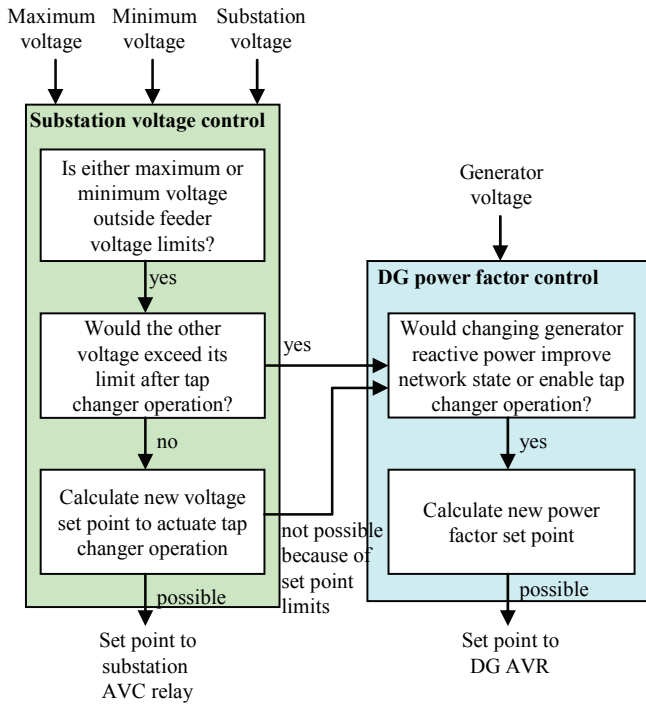 Maximum
voltage
Minimum
voltage
Substation
voltage
Substation voltage control
Is either maximum or
minimum voltage
outside feeder
voltage limits?
yes
Would the other
voltage exceed its
limit after tap
changer operation?
yes
no
Calculate new voltage
set point to actuate tap
changer operation
not possible
because of
set point
limits
possible
Set point to
substation
AVC relay
Generator
voltage
DG power factor control
Would changing generator
reactive power improve
network state or enable tap
changer operation?
yes
Calculate new power
factor set point
possible
Set point to
DG AVR